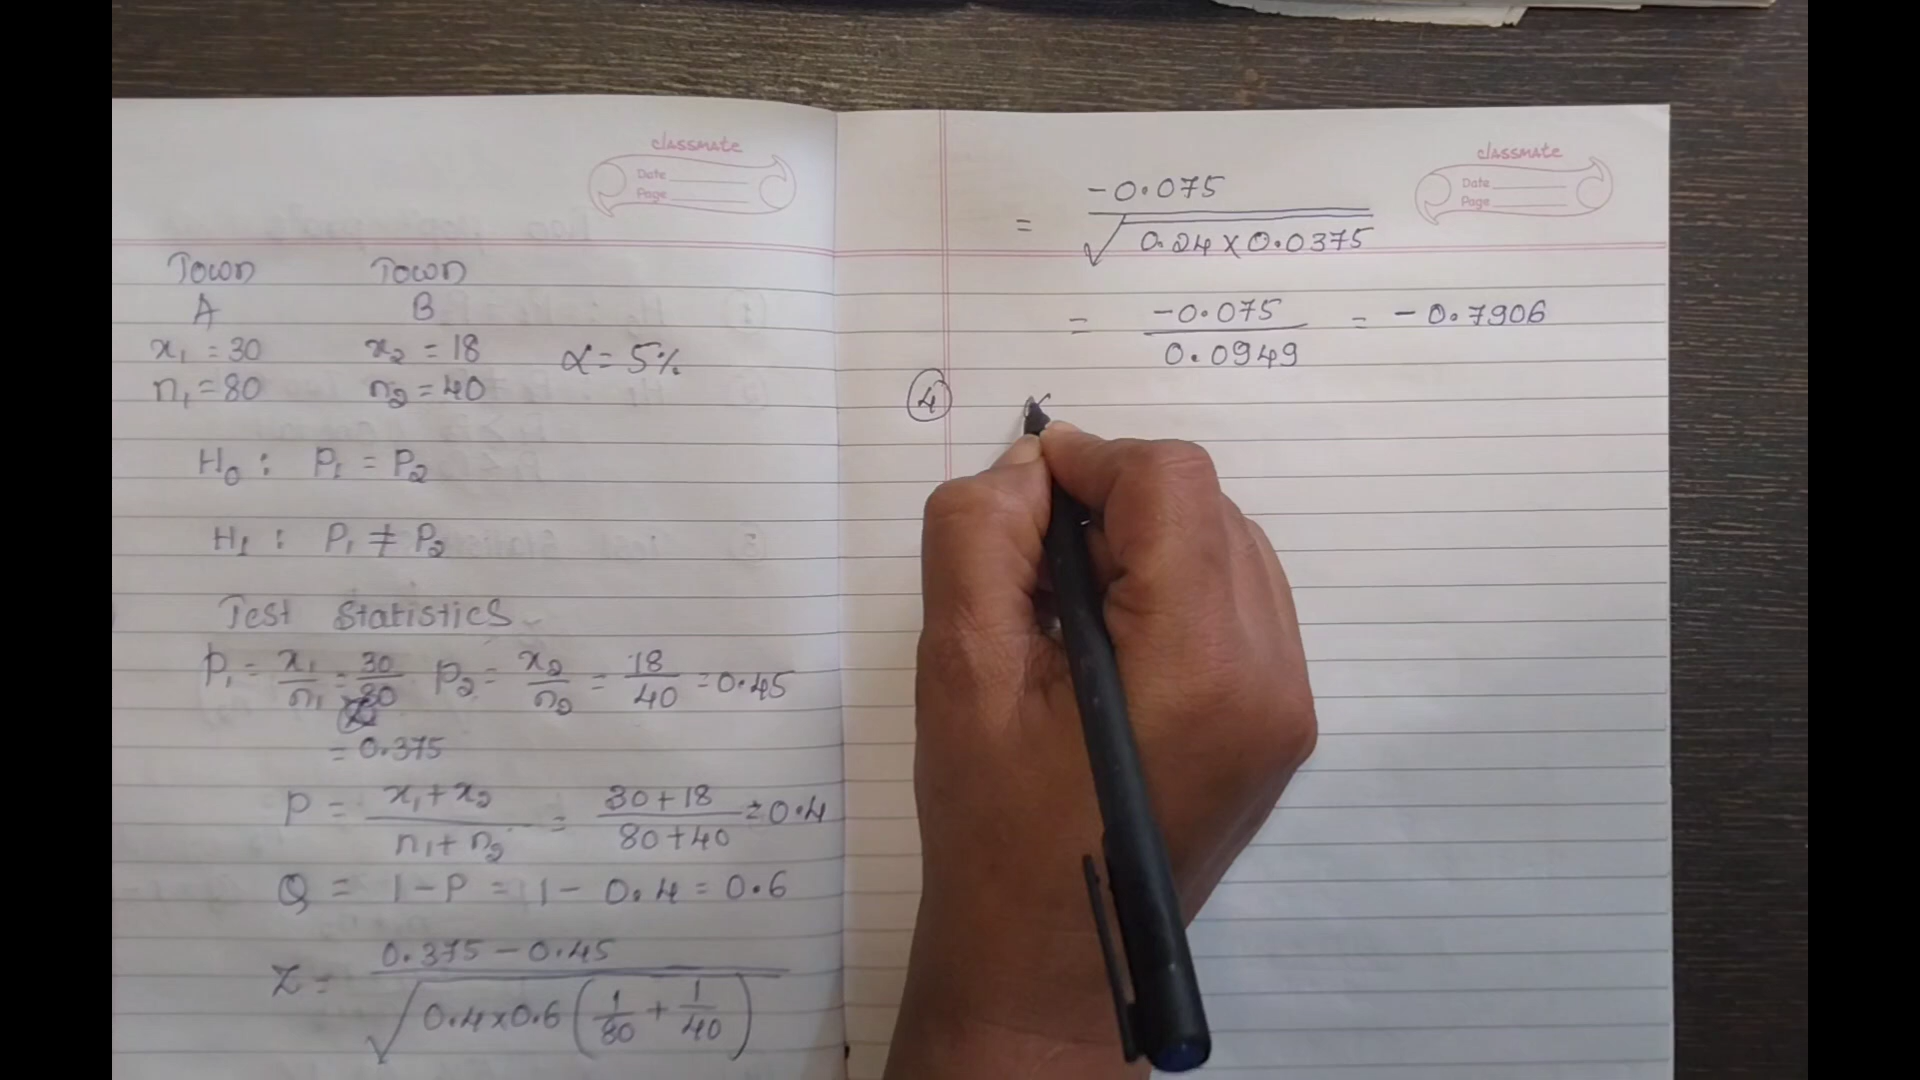 classmate
Date
Page
Town Town
A B
x₁ = 30 x₂ = 18 α = 5%
n₁ = 80 n₂ = 40
H₀ : P₁ = P₂
H₁ : P₁ ≠ P₂
Test Statistics
p₁ = x₁/n₁ = 30/80 p₂ = x₂/n₂ = 18/40 = 0.45
= 0.375
P = (x₁+x₂)/(n₁+n₂) = (30+18)/(80+40) = 0.4
Q = 1-P = 1 - 0.4 = 0.6
Z = (0.375 - 0.45)/√(0.4×0.6(1/80 + 1/40))
classmate
Date
Page
= -0.075/√(0.24×0.0375)
= -0.075/0.0949 = -0.7906
④